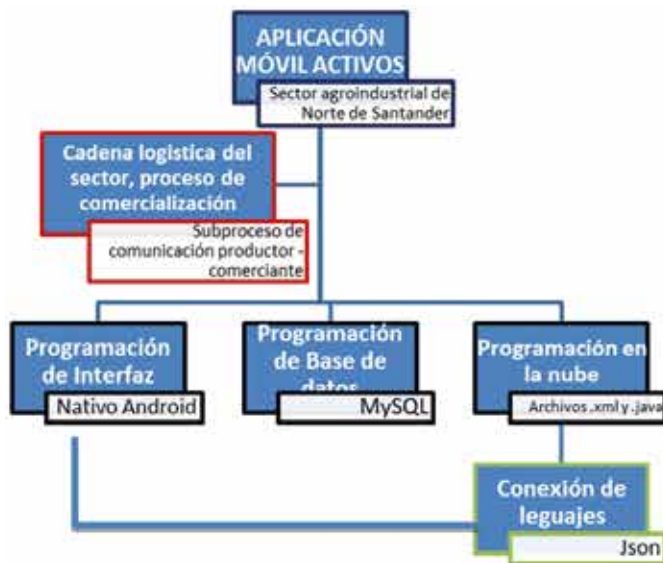 APLICACIÓN
MÓVIL ACTIVOS
Sector agroindustrial de
Norte de Santander
Cadena logistica del
sector, proceso de
comercialización
Subproceso de
comunicación productor -
comerciante
Programación
de Interfaz
Nativo Android
Programación
de Base de
datos
MySQL
Programación en
la nube
Archivos .xml y .java
Conexión de
leguajes
Json